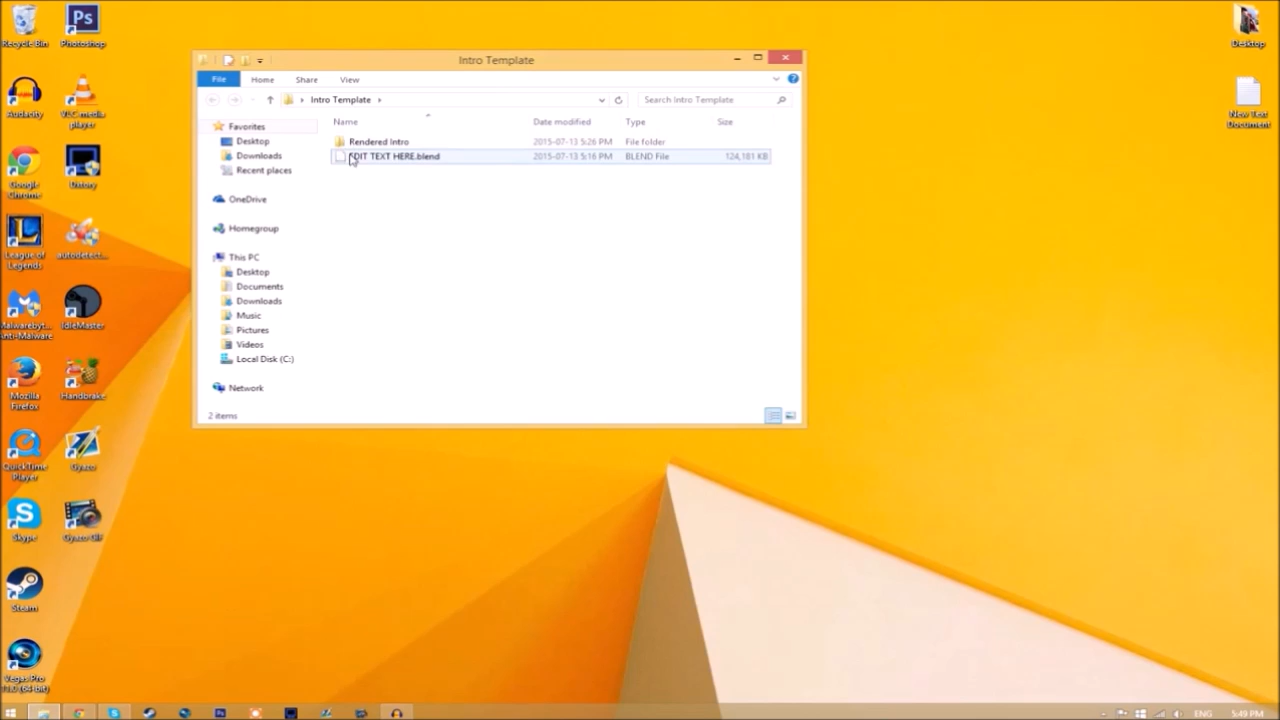 Recycle Bin
Photoshop
Audacity
VLC media
player
Google
Chrome
Dxtory
League of
Legends
autodetect...
Malwarebyt...
Anti-Malware
IdleMaster
Mozilla
Firefox
Handbrake
QuickTime
Player
Gyazo
Skype
Gyazo GIF
Steam
Vegas Pro
11.0 (64-bit)
Intro Template
File
Home
Share
View
Intro Template
Search Intro Template
Favorites
Desktop
Downloads
Recent places
OneDrive
Homegroup
This PC
Desktop
Documents
Downloads
Music
Pictures
Videos
Local Disk (C:)
Network
Name
Date modified
Type
Size
Rendered Intro
2015-07-13 5:26 PM
File folder
EDIT TEXT HERE.blend
2015-07-13 5:16 PM
BLEND File
124,181 KB
2 items
Desktop
New Text
Document
ENG
5:49 PM